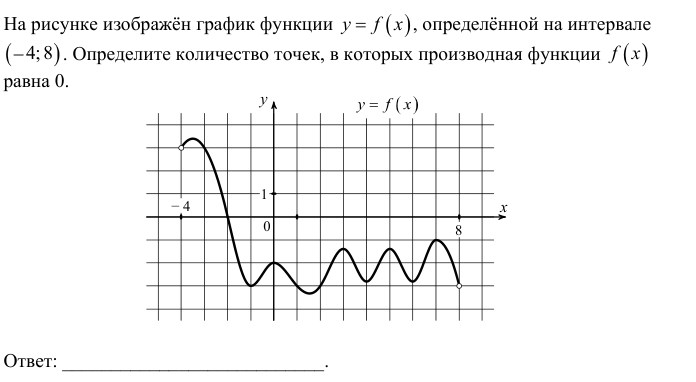 На рисунке изображён график функции y = f(x), определённой на интервале
(−4; 8). Определите количество точек, в которых производная функции f(x)
равна 0.
y
y = f(x)
1
−4
x
0
8
Ответ: ___________________________.